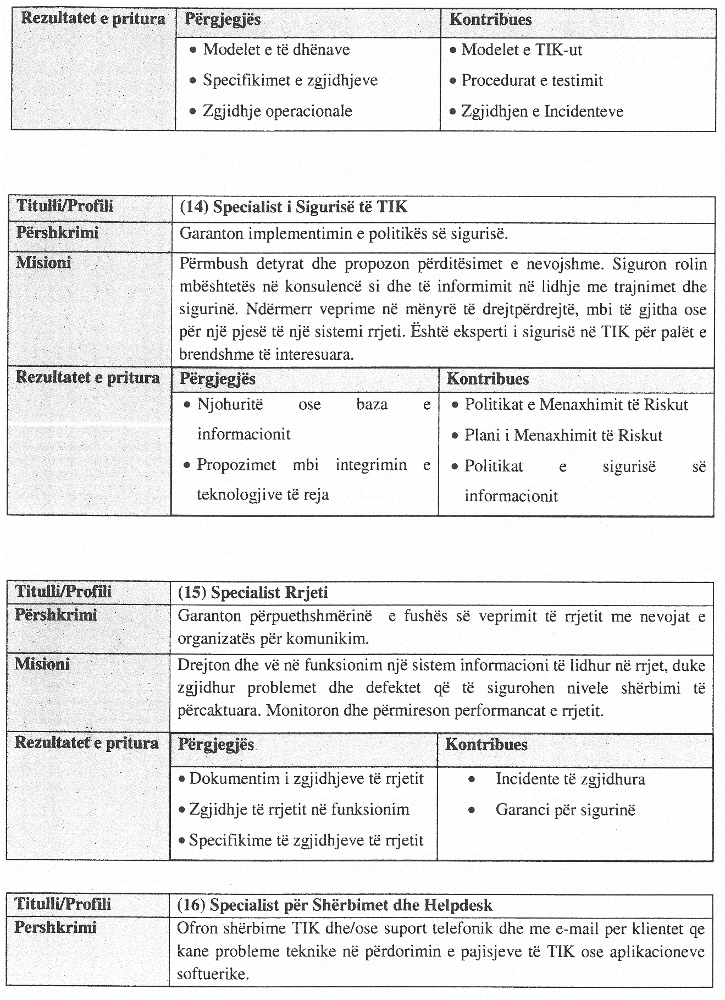 Rezultatet e pritura Përgjegjës Kontribues
• Modelet e të dhënave • Modelet e TIK-ut
• Specifikimet e zgjidhjeve • Procedurat e testimit
• Zgjidhje operacionale • Zgjidhjen e Incidenteve
Titulli/Profili (14) Specialist i Sigurisë të TIK
Përshkrimi Garanton implementimin e politikës së sigurisë.
Misioni Përmbush detyrat dhe propozon përditësimet e nevojshme. Siguron rolin
mbështetës në konsulencë si dhe të informimit në lidhje me trajnimet dhe
sigurinë. Ndërmerr veprime në mënyrë të drejtpërdrejtë, mbi të gjitha ose
për një pjesë të një sistemi rrjeti. Është eksperti i sigurisë në TIK për palët e
brendshme të interesuara.
Rezultatet e pritura Përgjegjës Kontribues
• Njohuritë ose baza e • Politikat e Menaxhimit të Riskut
informacionit • Plani i Menaxhimit të Riskut
• Propozimet mbi integrimin e • Politikat e sigurisë së
teknologjive të reja informacionit
Titulli/Profili (15) Specialist Rrjeti
Përshkrimi Garanton përpuethshmërinë e fushës së veprimit të rrjetit me nevojat e
organizatës për komunikim.
Misioni Drejton dhe vë në funksionim një sistem informacioni të lidhur në rrjet, duke
zgjidhur problemet dhe defektet që të sigurohen nivele shërbimi të
përcaktuara. Monitoron dhe përmireson performancat e rrjetit.
Rezultatet e pritura Përgjegjës Kontribues
• Dokumentim i zgjidhjeve të rrjetit • Incidente të zgjidhura
• Zgjidhje të rrjetit në funksionim • Garanci për sigurinë
• Specifikime të zgjidhjeve të rrjetit
Titulli/Profili (16) Specialist për Shërbimet dhe Helpdesk
Pershkrimi Ofron shërbime TIK dhe/ose suport telefonik dhe me e-mail per klientet qe
kane probleme teknike në përdorimin e pajisjeve të TIK ose aplikacioneve
softuerike.